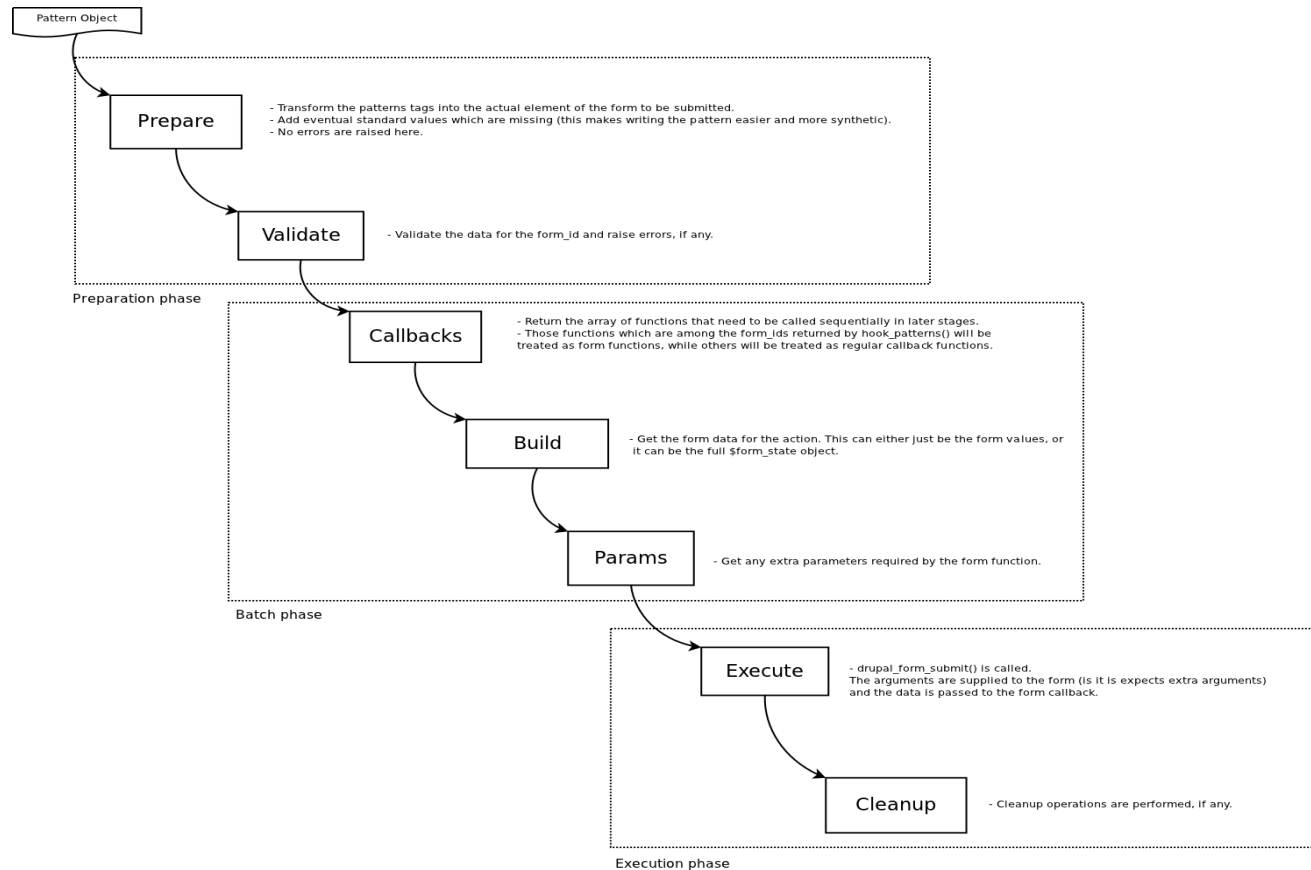 Pattern Object
Prepare
- Transform the patterns tags into the actual element of the form to be submitted.
- Add eventual standard values which are missing (this makes writing the pattern easier and more synthetic).
- No errors are raised here.
Validate
- Validate the data for the form_id and raise errors, if any.
Preparation phase
Callbacks
- Return the array of functions that need to be called sequentially in later stages.
- Those functions which are among the form_ids returned by hook_patterns() will be
treated as form functions, while others will be treated as regular callback functions.
Build
- Get the form data for the action. This can either just be the form values, or
it can be the full $form_state object.
Params
- Get any extra parameters required by the form function.
Batch phase
Execute
- drupal_form_submit() is called.
The arguments are supplied to the form (is it is expects extra arguments)
and the data is passed to the form callback.
Cleanup
- Cleanup operations are performed, if any.
Execution phase